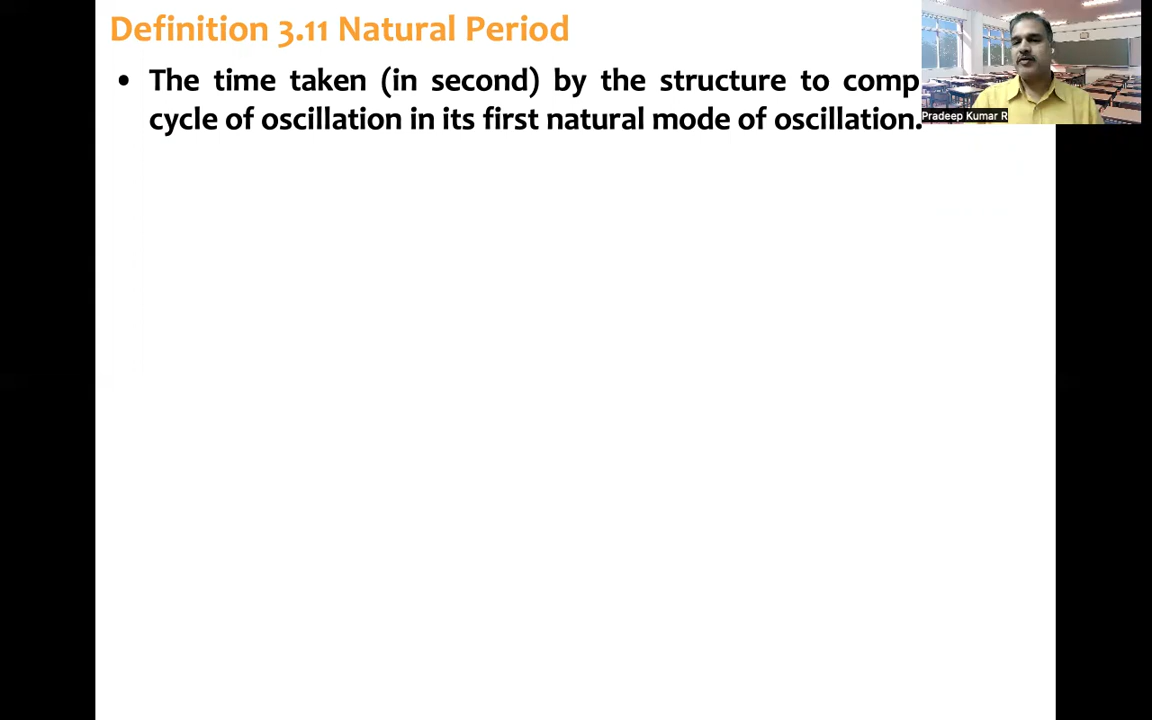 Definition 3.11 Natural Period
• The time taken (in second) by the structure to comp
cycle of oscillation in its first natural mode of oscillation.
Pradeep Kumar R